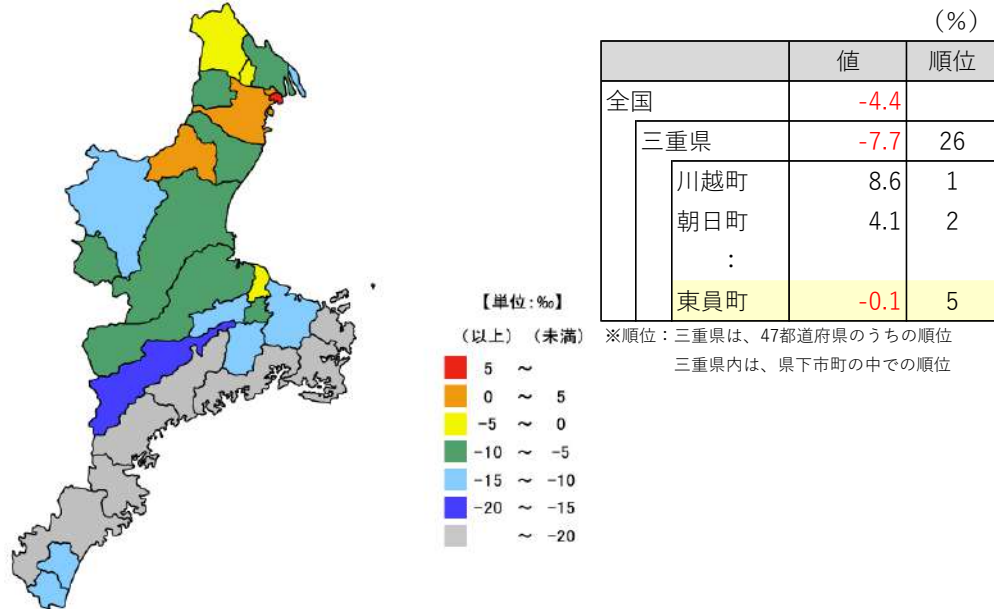 (%)
値 順位
全国 -4.4
三重県 -7.7 26
川越町 8.6 1
朝日町 4.1 2
:
東員町 -0.1 5
※順位：三重県は、47都道府県のうちの順位
三重県内は、県下市町の中での順位
【単位:‰】
(以上) (未満)
5 ～
0 ～ 5
-5 ～ 0
-10 ～ -5
-15 ～ -10
-20 ～ -15
～ -20